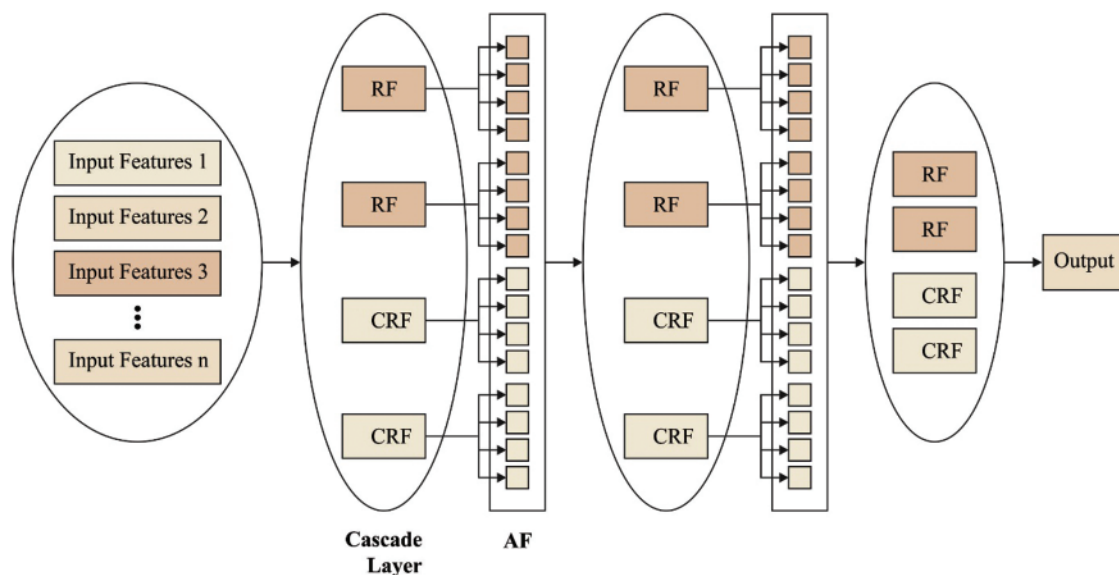 Input Features 1
Input Features 2
Input Features 3
Input Features n
RF
RF
CRF
CRF
Cascade
Layer
AF
RF
RF
CRF
CRF
RF
RF
CRF
CRF
Output